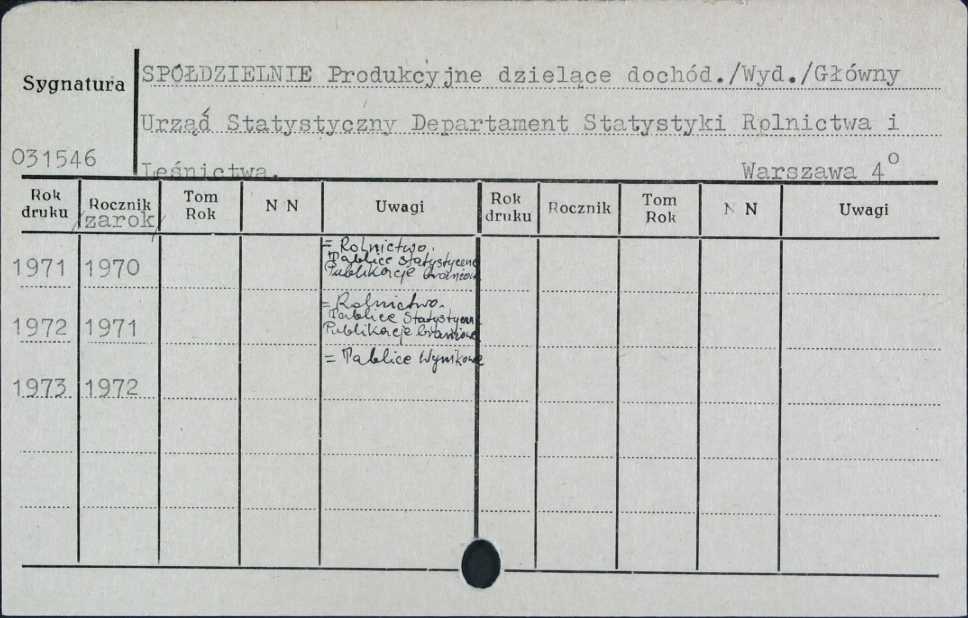 Sygnatura
SPÓŁDZIELNIE Produkcyjne dzielące dochód./Wyd./Główny
Urząd Statystyczny Departament Statystyki Rolnictwa i
031546
Leśnictwa. Warszawa 4º
Rok druku Rocznik /zarok/ Tom Rok N N Uwagi Rok druku Rocznik Tom Rok N N Uwagi
1971 1970 = Rolnictwo.
Tablice statystyczne
Publikacje branżowe
1972 1971 = Rolnictwo.
Tablice Statystyczne
Publikacje branżowe
= Tablice Wynikowe
1973 1972